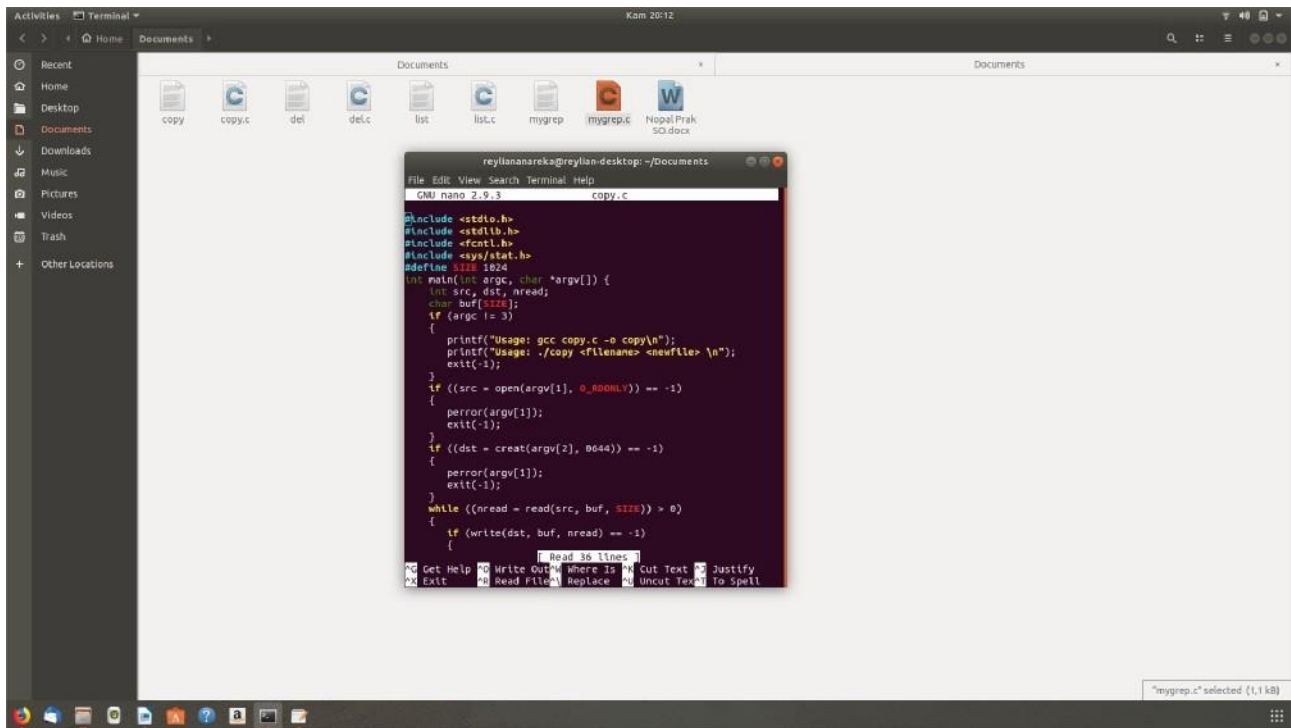 Activities Terminal
Kam 20:12
Home Documents
Recent
Home
Desktop
Documents
Downloads
Music
Pictures
Videos
Trash
+ Other Locations
Documents
Documents
copy
copy.c
del
del.c
list
list.c
mygrep
mygrep.c
Nopal Prak
SO.docx
reyliananareka@reylian-desktop: ~/Documents
File Edit View Search Terminal Help
GNU nano 2.9.3 copy.c
#include <stdio.h>
#include <stdlib.h>
#include <fcntl.h>
#include <sys/stat.h>
#define SIZE 1024
int main(int argc, char *argv[]) {
int src, dst, nread;
char buf[SIZE];
if (argc != 3)
{
printf("Usage: gcc copy.c -o copy\n");
printf("Usage: ./copy <filename> <newfile> \n");
exit(-1);
}
if ((src = open(argv[1], O_RDONLY)) == -1)
{
perror(argv[1]);
exit(-1);
}
if ((dst = creat(argv[2], 0644)) == -1)
{
perror(argv[1]);
exit(-1);
}
while ((nread = read(src, buf, SIZE)) > 0)
{
if (write(dst, buf, nread) == -1)
{
[ Read 36 lines ]
^G Get Help ^O Write Out ^W Where Is ^K Cut Text ^J Justify
^X Exit ^R Read File ^\ Replace ^U Uncut Tex ^T To Spell
"mygrep.c" selected (1,1 kB)